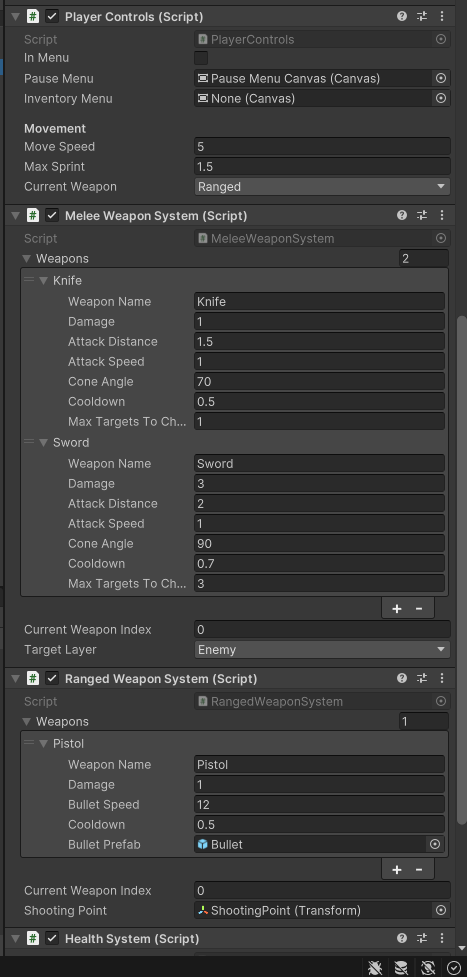 Player Controls (Script)
Script PlayerControls
In Menu
Pause Menu Pause Menu Canvas (Canvas)
Inventory Menu None (Canvas)
Movement
Move Speed 5
Max Sprint 1.5
Current Weapon Ranged
Melee Weapon System (Script)
Script MeleeWeaponSystem
Weapons 2
Knife
Weapon Name Knife
Damage 1
Attack Distance 1.5
Attack Speed 1
Cone Angle 70
Cooldown 0.5
Max Targets To Ch... 1
Sword
Weapon Name Sword
Damage 3
Attack Distance 2
Attack Speed 1
Cone Angle 90
Cooldown 0.7
Max Targets To Ch... 3
+ -
Current Weapon Index 0
Target Layer Enemy
Ranged Weapon System (Script)
Script RangedWeaponSystem
Weapons 1
Pistol
Weapon Name Pistol
Damage 1
Bullet Speed 12
Cooldown 0.5
Bullet Prefab Bullet
+ -
Current Weapon Index 0
Shooting Point ShootingPoint (Transform)
Health System (Script)